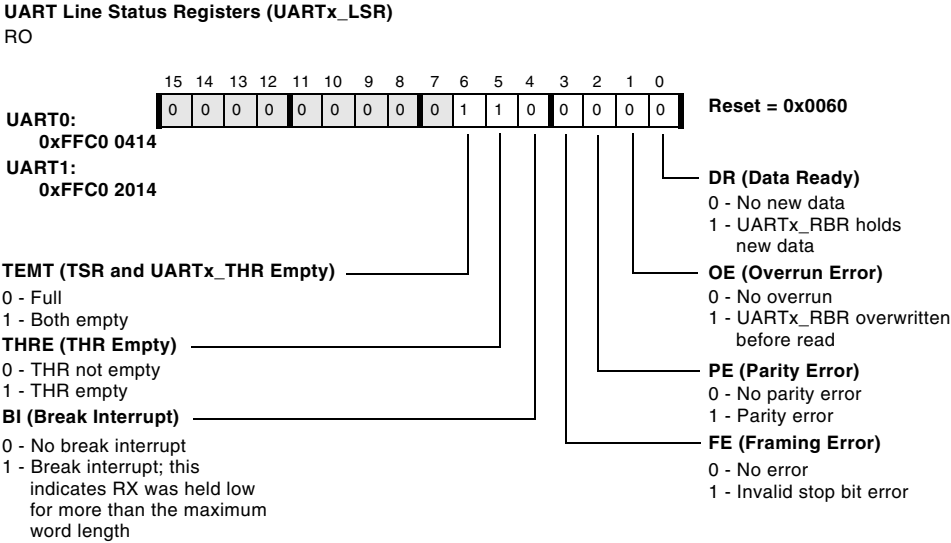 UART Line Status Registers (UARTx_LSR)
RO
15 14 13 12 11 10 9 8 7 6 5 4 3 2 1 0
0 0 0 0 0 0 0 0 0 1 1 0 0 0 0 0
Reset = 0x0060
UART0:
0xFFC0 0414
UART1:
0xFFC0 2014
TEMT (TSR and UARTx_THR Empty)
0 - Full
1 - Both empty
THRE (THR Empty)
0 - THR not empty
1 - THR empty
BI (Break Interrupt)
0 - No break interrupt
1 - Break interrupt; this
indicates RX was held low
for more than the maximum
word length
DR (Data Ready)
0 - No new data
1 - UARTx_RBR holds
new data
OE (Overrun Error)
0 - No overrun
1 - UARTx_RBR overwritten
before read
PE (Parity Error)
0 - No parity error
1 - Parity error
FE (Framing Error)
0 - No error
1 - Invalid stop bit error